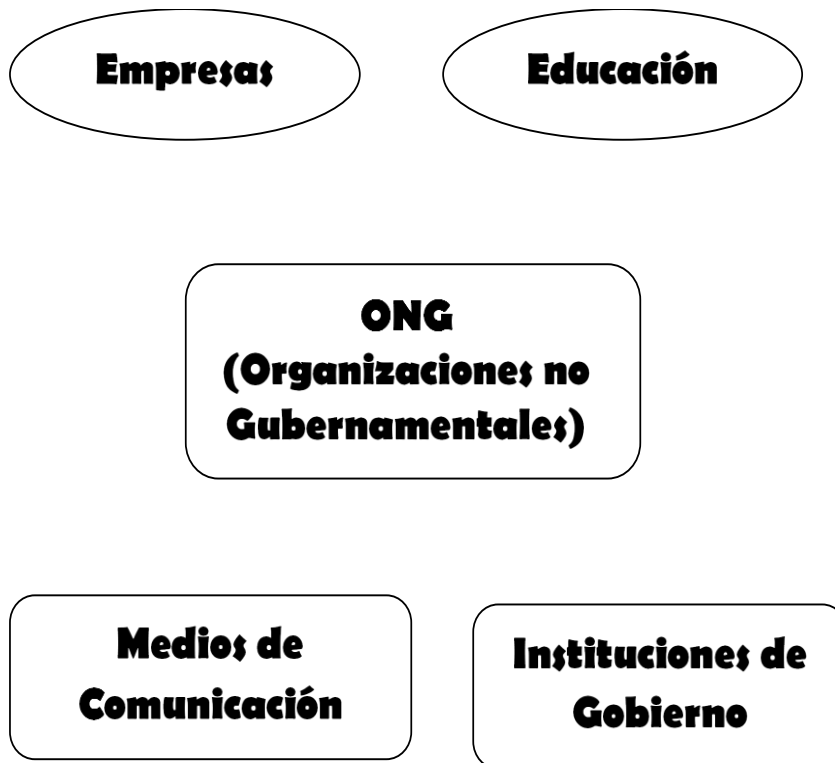 Empresas
Educación
ONG
(Organizaciones no
Gubernamentales)
Medios de
Comunicación
Instituciones de
Gobierno